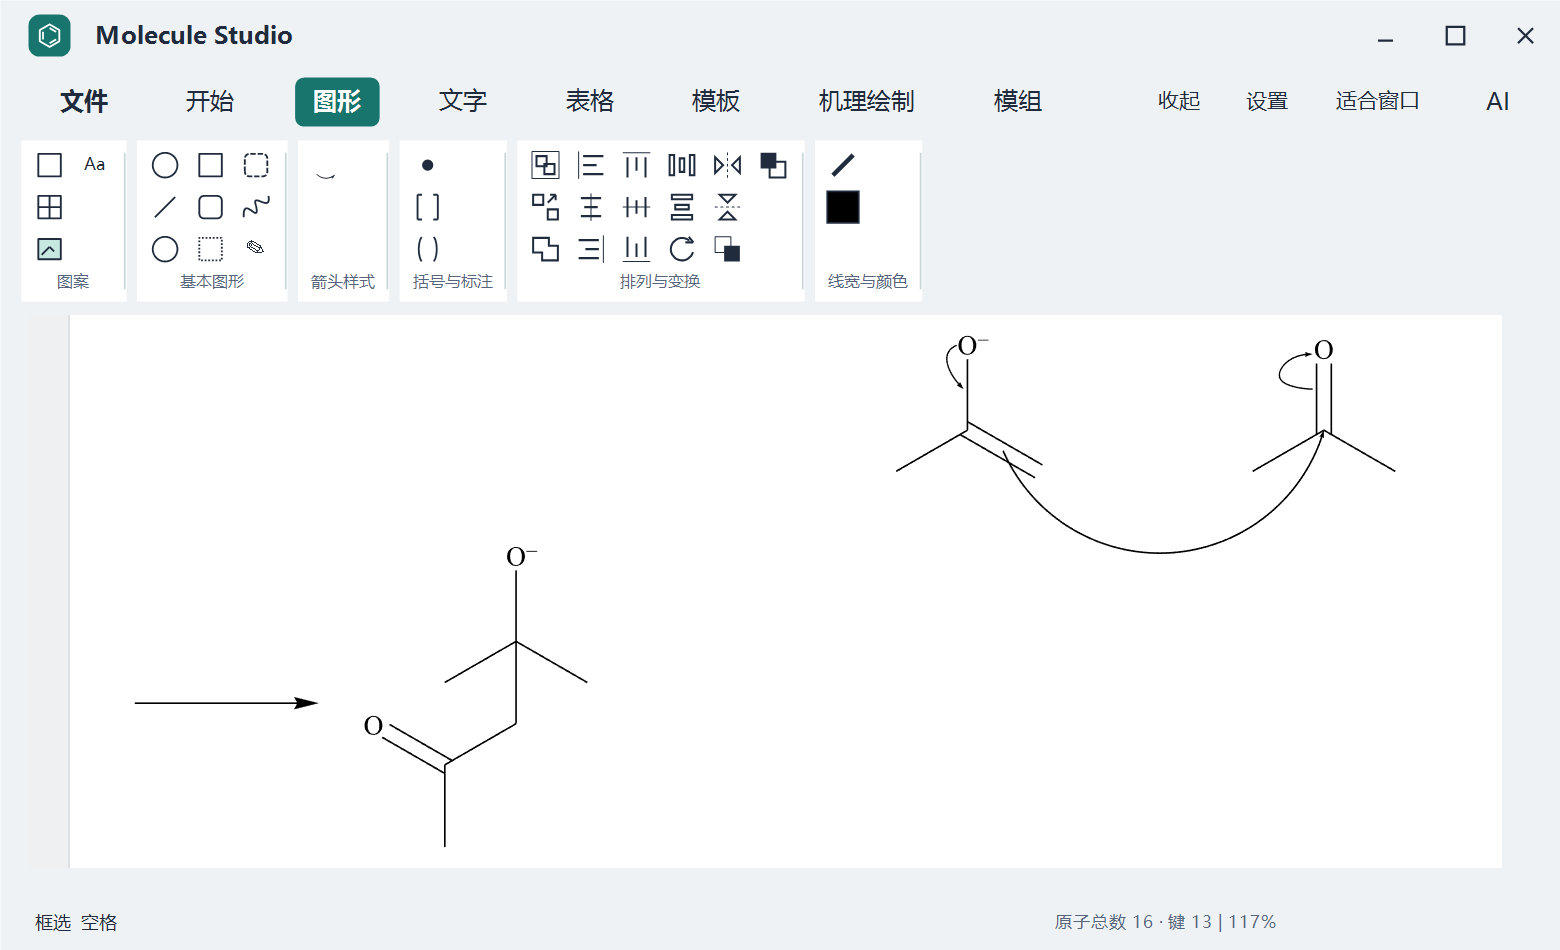 Molecule Studio
文件 开始 图形 文字 表格 模板 机理绘制 模组 收起 设置 适合窗口 AI
Aa
图案 基本图形 箭头样式 括号与标注 排列与变换 线宽与颜色
O− O
O−
O
框选 空格 原子总数 16 · 键 13 | 117%